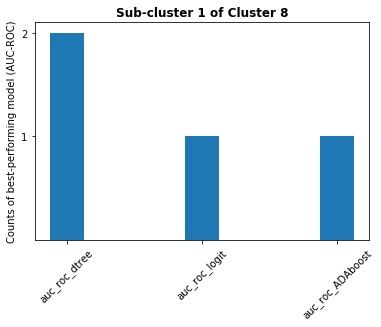 Sub-cluster 1 of Cluster 8
Counts of best-performing model (AUC-ROC)
2
1
auc_roc_dtree
auc_roc_logit
auc_roc_ADAboost